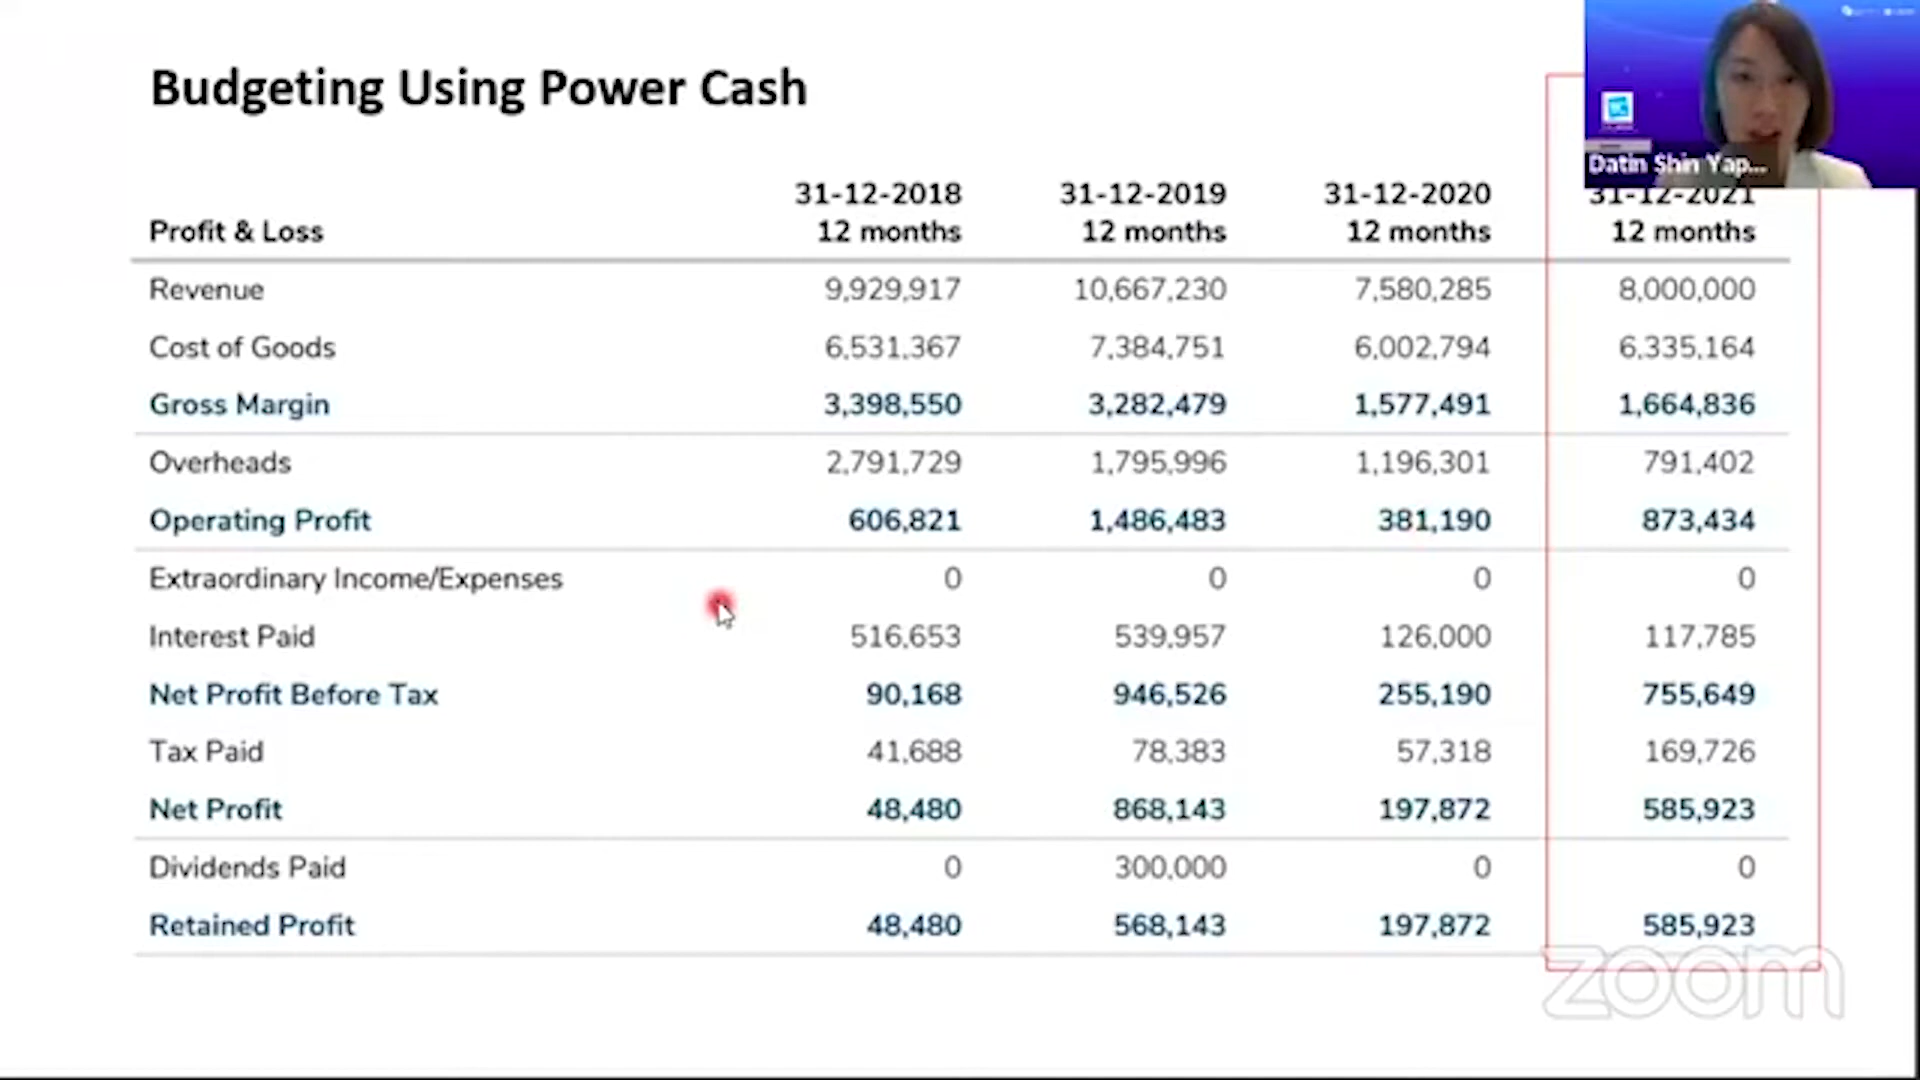 Budgeting Using Power Cash
Datin Shin Yap...
31-12-2018 31-12-2019 31-12-2020 31-12-2021
Profit & Loss 12 months 12 months 12 months 12 months
Revenue 9,929,917 10,667,230 7,580,285 8,000,000
Cost of Goods 6,531,367 7,384,751 6,002,794 6,335,164
Gross Margin 3,398,550 3,282,479 1,577,491 1,664,836
Overheads 2,791,729 1,795,996 1,196,301 791,402
Operating Profit 606,821 1,486,483 381,190 873,434
Extraordinary Income/Expenses 0 0 0 0
Interest Paid 516,653 539,957 126,000 117,785
Net Profit Before Tax 90,168 946,526 255,190 755,649
Tax Paid 41,688 78,383 57,318 169,726
Net Profit 48,480 868,143 197,872 585,923
Dividends Paid 0 300,000 0 0
Retained Profit 48,480 568,143 197,872 585,923
zoom